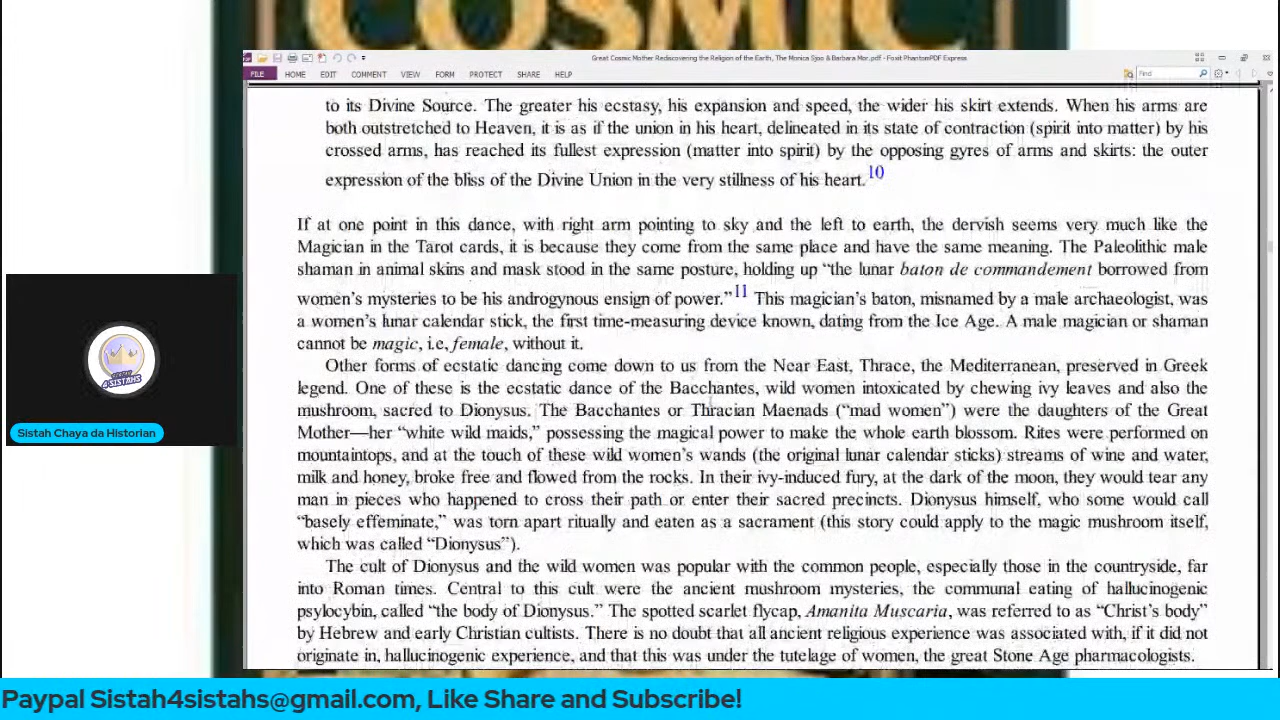 COSMIC
Great Cosmic Mother Rediscovering the Religion of the Earth, The Monica Sjoo & Barbara Mor.pdf - Foxit PhantomPDF Express
FILE HOME EDIT COMMENT VIEW FORM PROTECT SHARE HELP
Find
to its Divine Source. The greater his ecstasy, his expansion and speed, the wider his skirt extends. When his arms are
both outstretched to Heaven, it is as if the union in his heart, delineated in its state of contraction (spirit into matter) by his
crossed arms, has reached its fullest expression (matter into spirit) by the opposing gyres of arms and skirts: the outer
expression of the bliss of the Divine Union in the very stillness of his heart.10
If at one point in this dance, with right arm pointing to sky and the left to earth, the dervish seems very much like the
Magician in the Tarot cards, it is because they come from the same place and have the same meaning. The Paleolithic male
shaman in animal skins and mask stood in the same posture, holding up “the lunar baton de commandement borrowed from
women’s mysteries to be his androgynous ensign of power.”11 This magician’s baton, misnamed by a male archaeologist, was
a women’s lunar calendar stick, the first time-measuring device known, dating from the Ice Age. A male magician or shaman
cannot be magic, i.e, female, without it.
Other forms of ecstatic dancing come down to us from the Near East, Thrace, the Mediterranean, preserved in Greek
legend. One of these is the ecstatic dance of the Bacchantes, wild women intoxicated by chewing ivy leaves and also the
mushroom, sacred to Dionysus. The Bacchantes or Thracian Maenads (“mad women”) were the daughters of the Great
Mother—her “white wild maids,” possessing the magical power to make the whole earth blossom. Rites were performed on
mountaintops, and at the touch of these wild women’s wands (the original lunar calendar sticks) streams of wine and water,
milk and honey, broke free and flowed from the rocks. In their ivy-induced fury, at the dark of the moon, they would tear any
man in pieces who happened to cross their path or enter their sacred precincts. Dionysus himself, who some would call
“basely effeminate,” was torn apart ritually and eaten as a sacrament (this story could apply to the magic mushroom itself,
which was called “Dionysus”).
The cult of Dionysus and the wild women was popular with the common people, especially those in the countryside, far
into Roman times. Central to this cult were the ancient mushroom mysteries, the communal eating of hallucinogenic
psylocybin, called “the body of Dionysus.” The spotted scarlet flycap, Amanita Muscaria, was referred to as “Christ’s body”
by Hebrew and early Christian cultists. There is no doubt that all ancient religious experience was associated with, if it did not
originate in, hallucinogenic experience, and that this was under the tutelage of women, the great Stone Age pharmacologists.
4 SISTAHS
Sistah Chaya da Historian
Paypal Sistah4sistahs@gmail.com, Like Share and Subscribe!